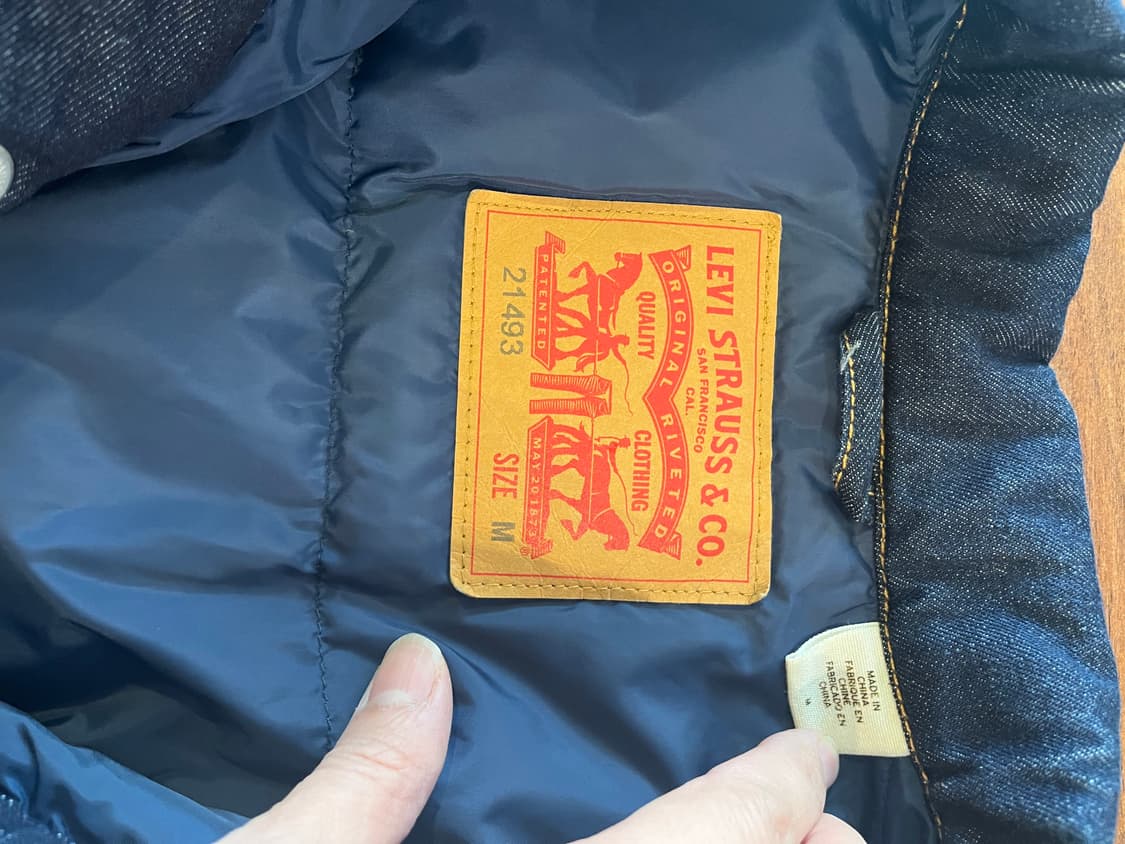 LEVI STRAUSS & CO.
SAN FRANCISCO
CAL.
ORIGINAL RIVETED
QUALITY CLOTHING
PATENTED
MAY 20 1873
®
21493 SIZE M
MADE IN
CHINA
FABRIQUE EN
CHINE
FABRICADO EN
CHINA